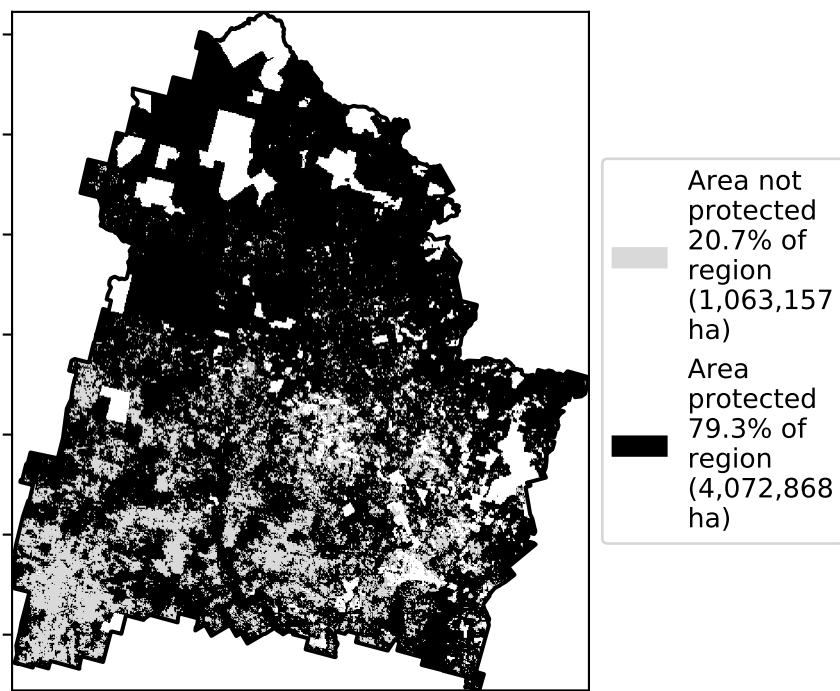 Area not
protected
20.7% of
region
(1,063,157
ha)
Area
protected
79.3% of
region
(4,072,868
ha)